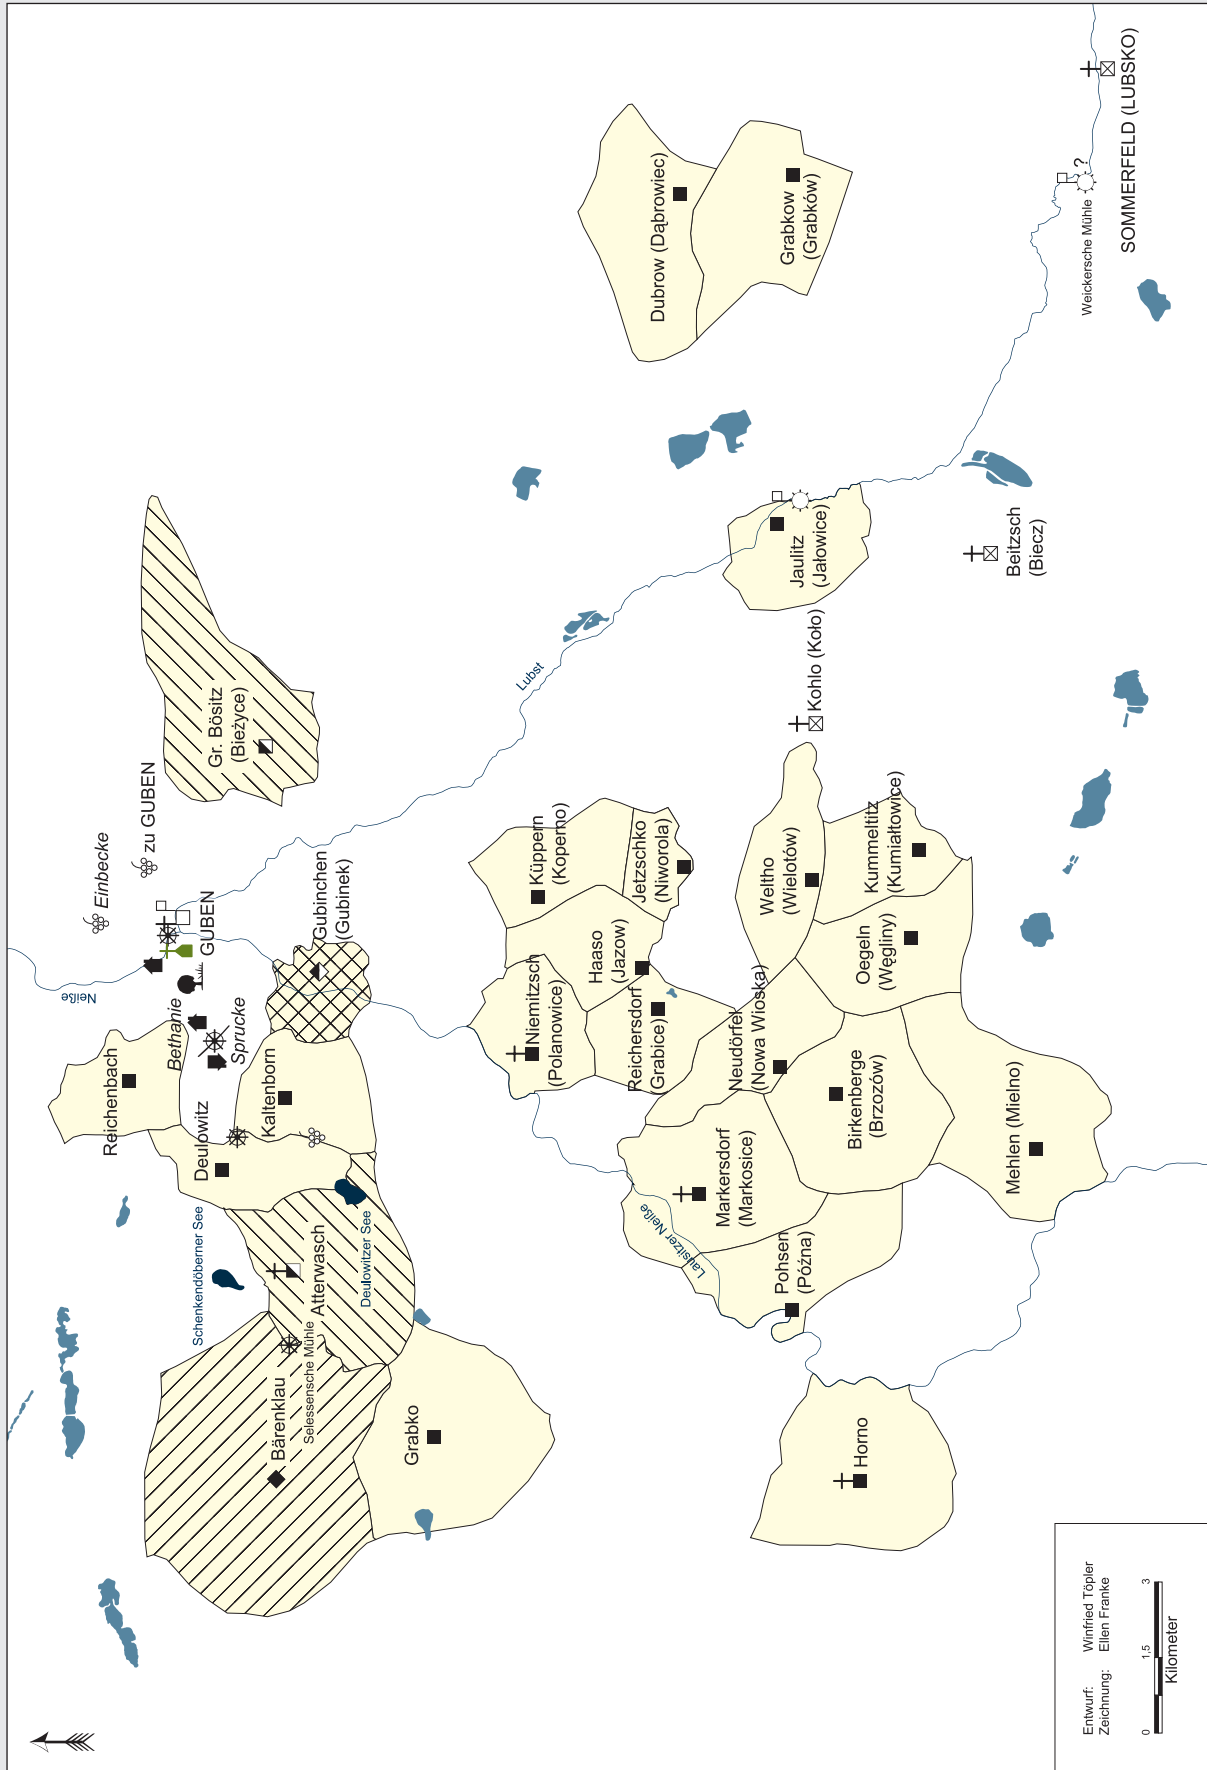 Einbecke
zu GUBEN
GUBEN
Neiße
Bethanie
Sprucke
Reichenbach
Deulowitz
Kaltenborn
Gubinchen
(Gubinek)
Gr. Bösitz
(Bieżyce)
Schenkendöberner See
Deulowitzer See
Atterwasch
Selessensche Mühle
Bärenklau
Grabko
Lubst
Dubrow (Dąbrowiec)
Grabkow
(Grabków)
Küppern
(Koperno)
Jetzschko
(Niworola)
Haaso
(Jazow)
Niemitzsch
(Polanowice)
Reichersdorf
Grabice)
Neudörfel
(Nowa Wioska)
Weltho
(Wielotów)
Kummeltitz
(Kumiałtowice)
Oegeln
(Węgliny)
Birkenberge
(Brzozów)
Markersdorf
(Markosice)
Lausitzer Neiße
Pohsen
(Późna)
Mehlen (Mielno)
Horno
Kohlo (Koło)
Jaulitz
(Jałowice)
Beitzsch
(Biecz)
Weickersche Mühle
?
SOMMERFELD (LUBSKO)
Entwurf: Winfried Töpler
Zeichnung: Ellen Franke
0 1,5 3
Kilometer